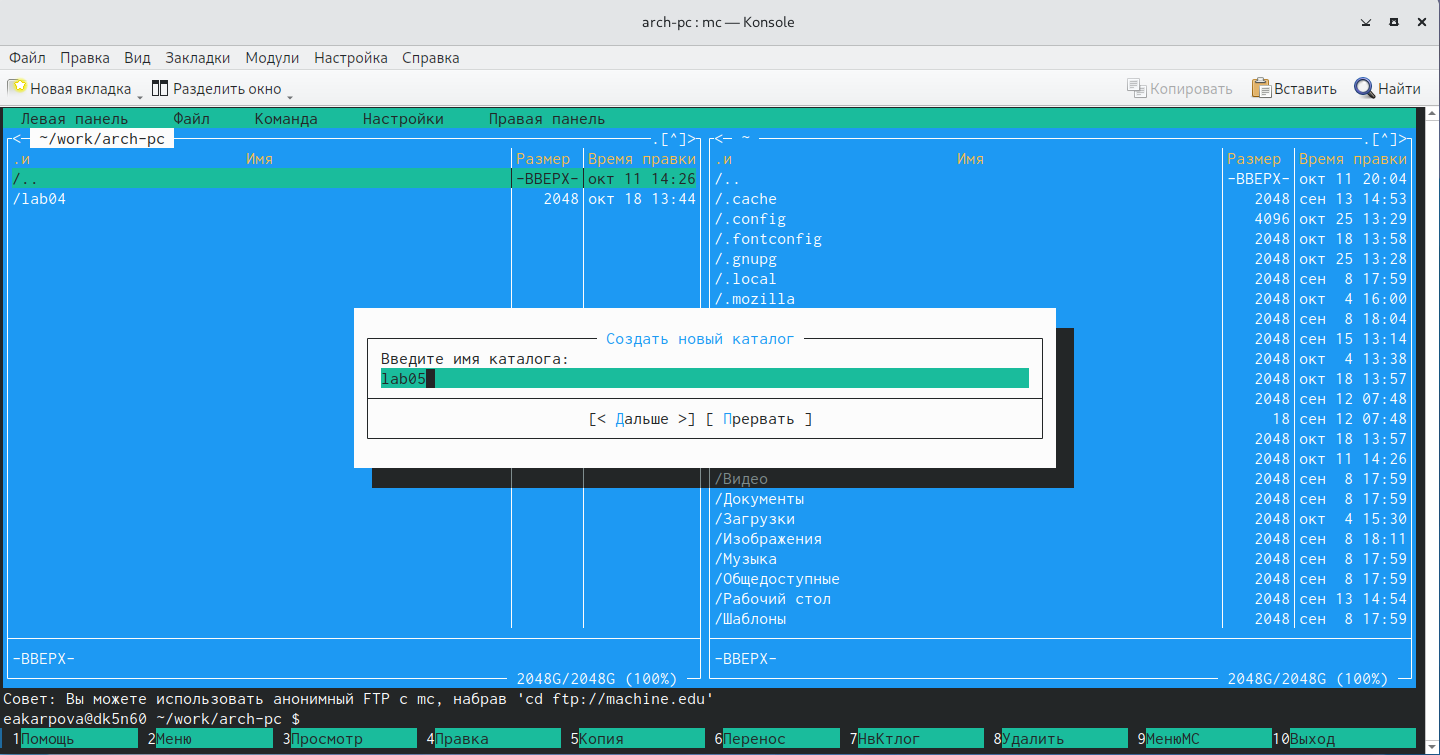 arch-pc : mc — Konsole
Файл Правка Вид Закладки Модули Настройка Справка
Новая вкладка Разделить окно Копировать Вставить Найти
Левая панель Файл Команда Настройки Правая панель
<— ~/work/arch-pc .[^]> <— ~ .[^]>
.и Имя Размер Время правки .и Имя Размер Время правки
/.. -ВВЕРХ- окт 11 14:26 /.. -ВВЕРХ- окт 11 20:04
/lab04 2048 окт 18 13:44 /.cache 2048 сен 13 14:53
/.config 4096 окт 25 13:29
/.fontconfig 2048 окт 18 13:58
/.gnupg 2048 окт 25 13:28
/.local 2048 сен 8 17:59
/.mozilla 2048 окт 4 16:00
2048 сен 8 18:04
Создать новый каталог 2048 сен 15 13:14
Введите имя каталога: 2048 окт 4 13:38
lab05 2048 окт 18 13:57
2048 сен 12 07:48
[< Дальше >] [ Прервать ] 18 сен 12 07:48
2048 окт 18 13:57
2048 окт 11 14:26
/Видео 2048 сен 8 17:59
/Документы 2048 сен 8 17:59
/Загрузки 2048 окт 4 15:30
/Изображения 2048 сен 8 18:11
/Музыка 2048 сен 8 17:59
/Общедоступные 2048 сен 8 17:59
/Рабочий стол 2048 сен 13 14:54
/Шаблоны 2048 сен 8 17:59
-ВВЕРХ- -ВВЕРХ-
2048G/2048G (100%) 2048G/2048G (100%)
Совет: Вы можете использовать анонимный FTP с mc, набрав 'cd ftp://machine.edu'
eakarpova@dk5n60 ~/work/arch-pc $
1Помощь 2Меню 3Просмотр 4Правка 5Копия 6Перенос 7НвКтлог 8Удалить 9МенюMC 10Выход